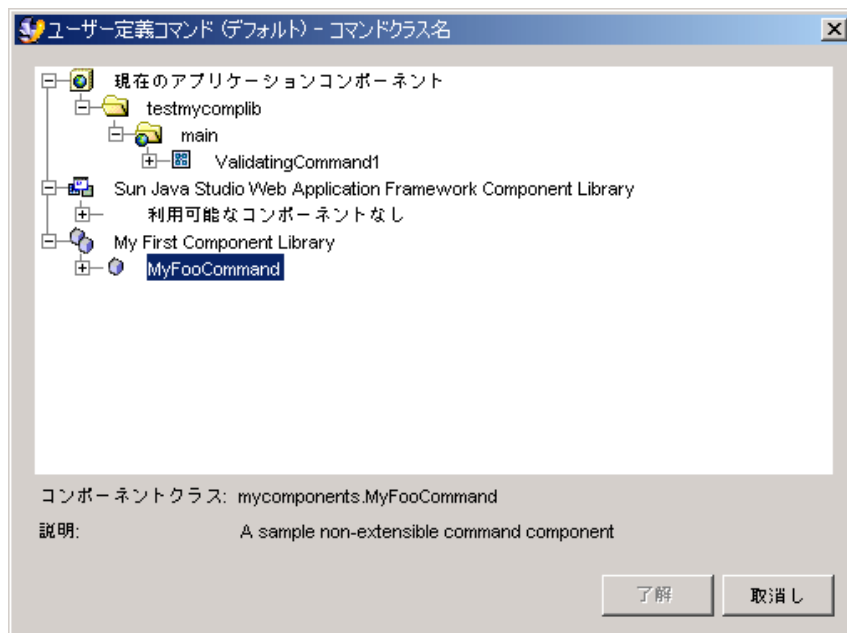 ユーザー定義コマンド (デフォルト) - コマンドクラス名
現在のアプリケーションコンポーネント
testmycomplib
main
ValidatingCommand1
Sun Java Studio Web Application Framework Component Library
利用可能なコンポーネントなし
My First Component Library
MyFooCommand
コンポーネントクラス: mycomponents.MyFooCommand
説明: A sample non-extensible command component
了解 取消し